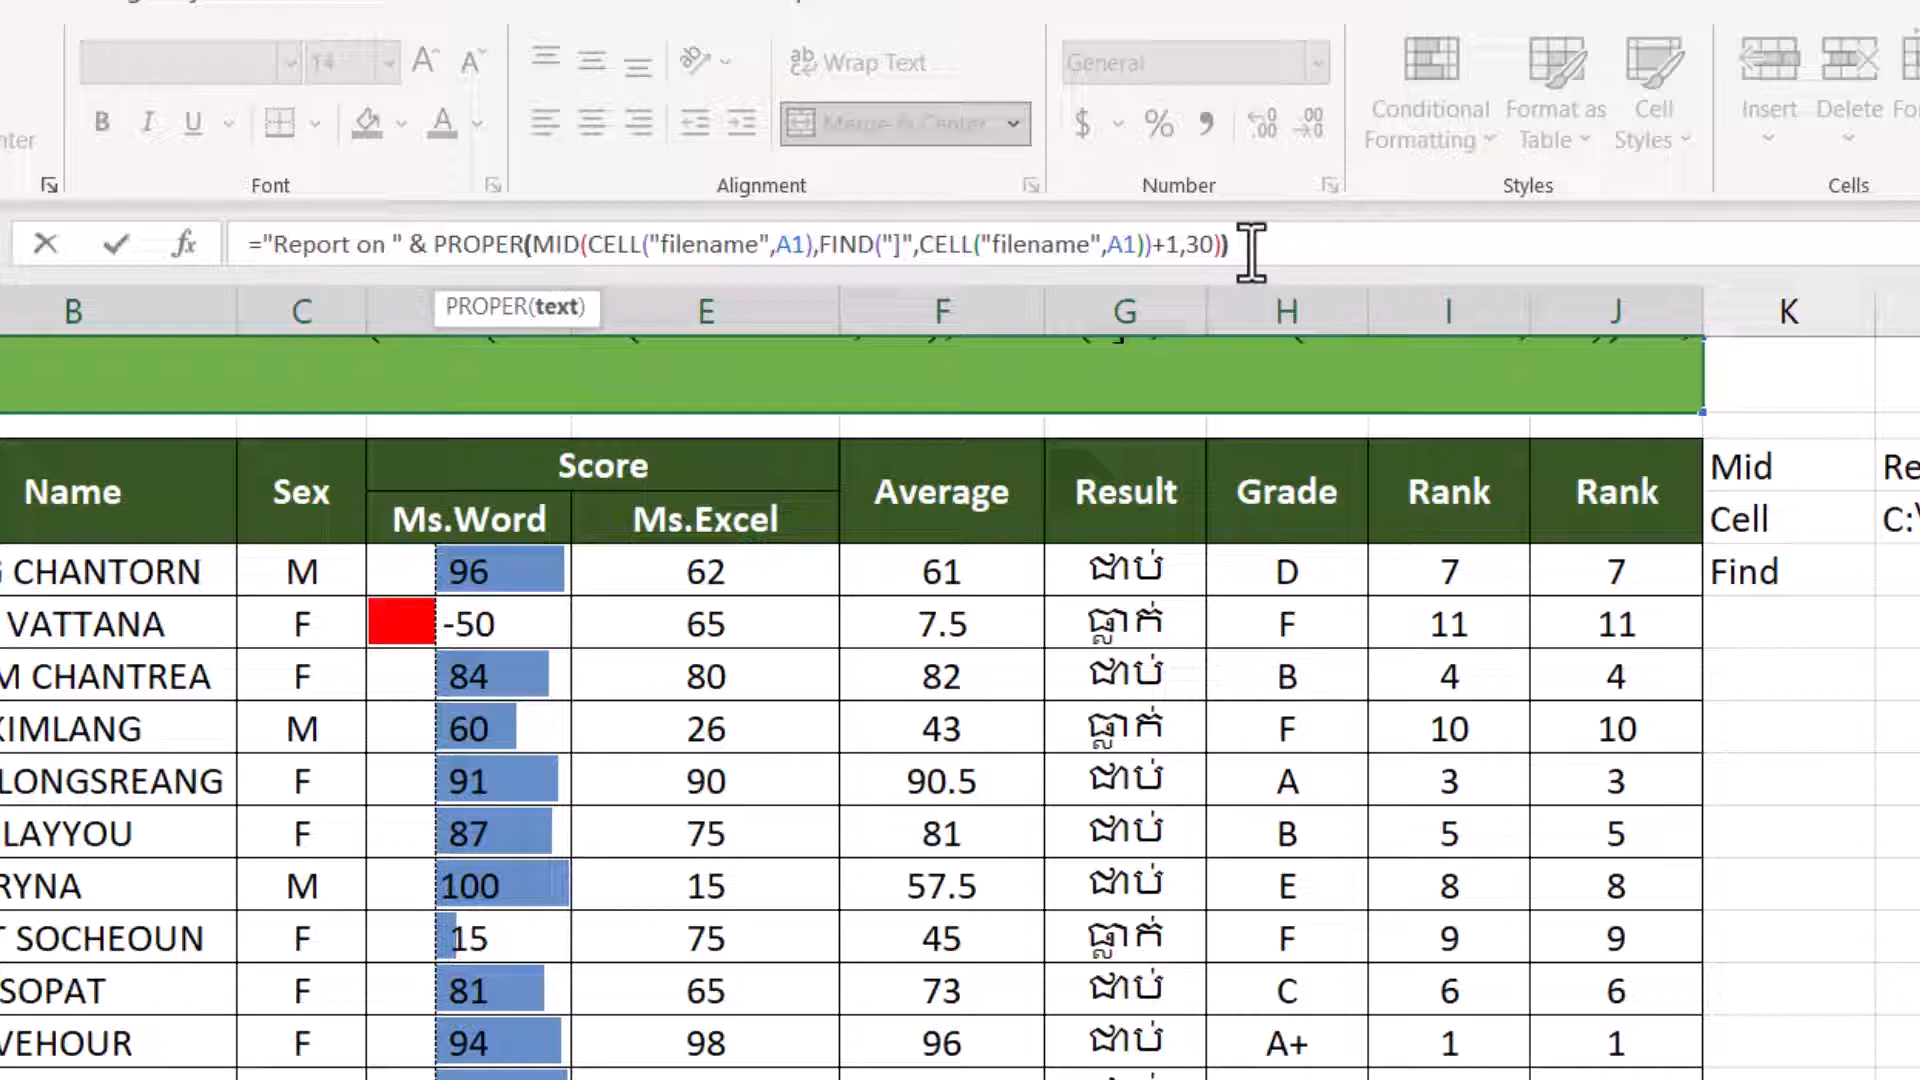 14
Wrap Text
General
B I U
Merge & Center
$ % 9 .00 .00
Conditional Formatting
Format as Table
Cell Styles
Insert
Delete
Font
Alignment
Number
Styles
Cells
="Report on " & PROPER(MID(CELL("filename",A1),FIND("]",CELL("filename",A1))+1,30))
PROPER(text)
B C E F G H I J K
Name Sex Score Average Result Grade Rank Rank Mid
Ms.Word Ms.Excel Cell C:\
CHANTORN M 96 62 61 ជាប់ D 7 7 Find
VATTANA F -50 65 7.5 ធ្លាក់ F 11 11
M CHANTREA F 84 80 82 ជាប់ B 4 4
KIMLANG M 60 26 43 ធ្លាក់ F 10 10
LONGSREANG F 91 90 90.5 ជាប់ A 3 3
LAYYOU F 87 75 81 ជាប់ B 5 5
RYNA M 100 15 57.5 ជាប់ E 8 8
T SOCHEOUN F 15 75 45 ធ្លាក់ F 9 9
SOPAT F 81 65 73 ជាប់ C 6 6
VEHOUR F 94 98 96 ជាប់ A+ 1 1